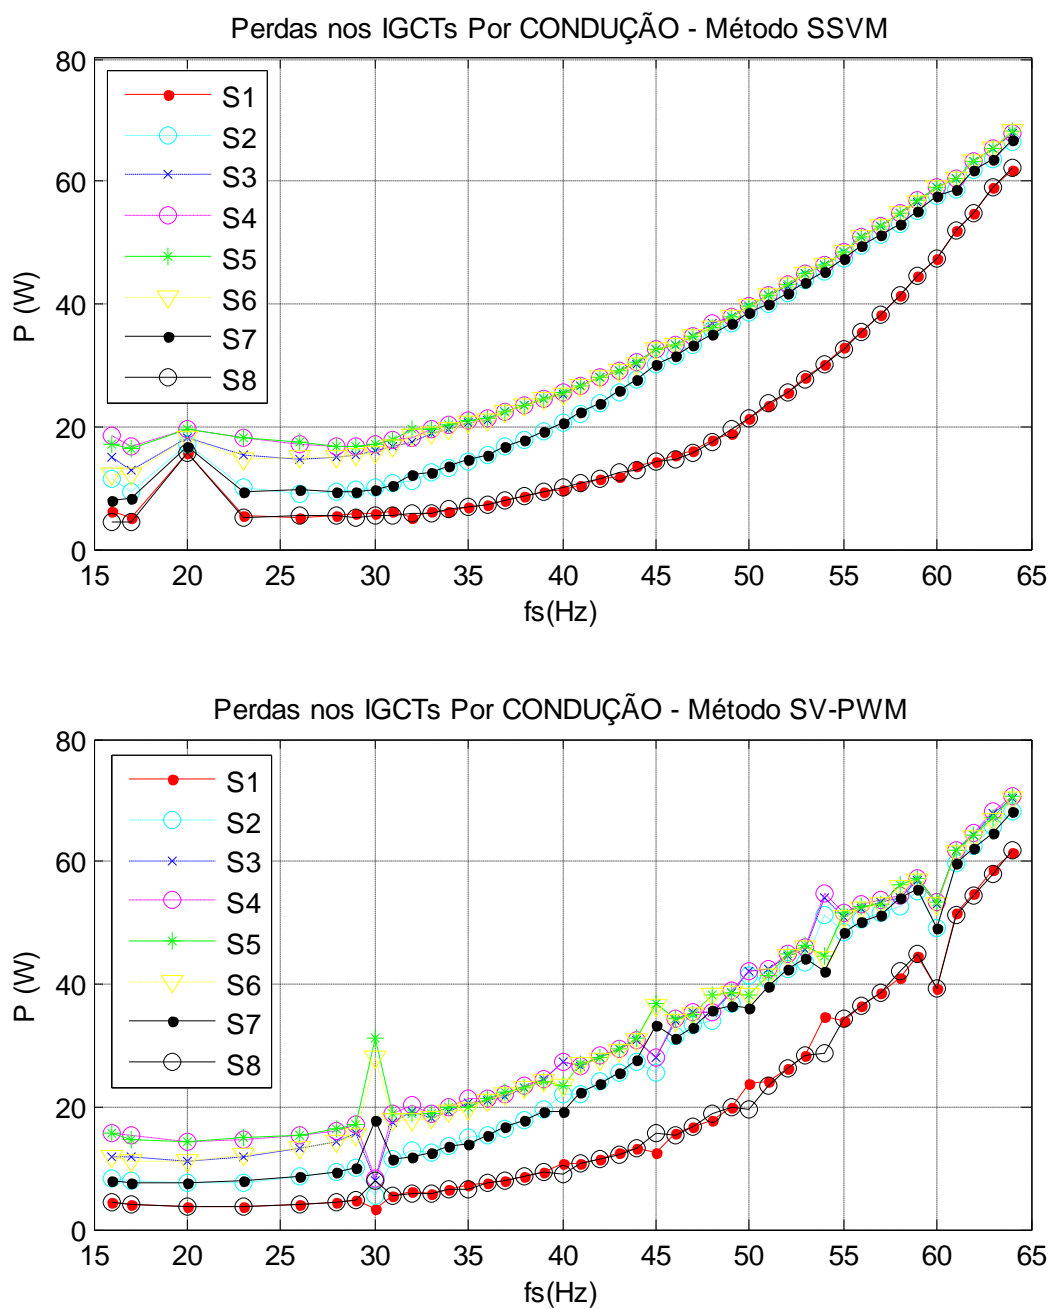 Perdas nos IGCTs Por CONDUÇÃO - Método SSVM
80
60
40
20
0
P (W)
S1
S2
S3
S4
S5
S6
S7
S8
15 20 25 30 35 40 45 50 55 60 65
fs(Hz)
Perdas nos IGCTs Por CONDUÇÃO - Método SV-PWM
80
60
40
20
0
P (W)
S1
S2
S3
S4
S5
S6
S7
S8
15 20 25 30 35 40 45 50 55 60 65
fs(Hz)